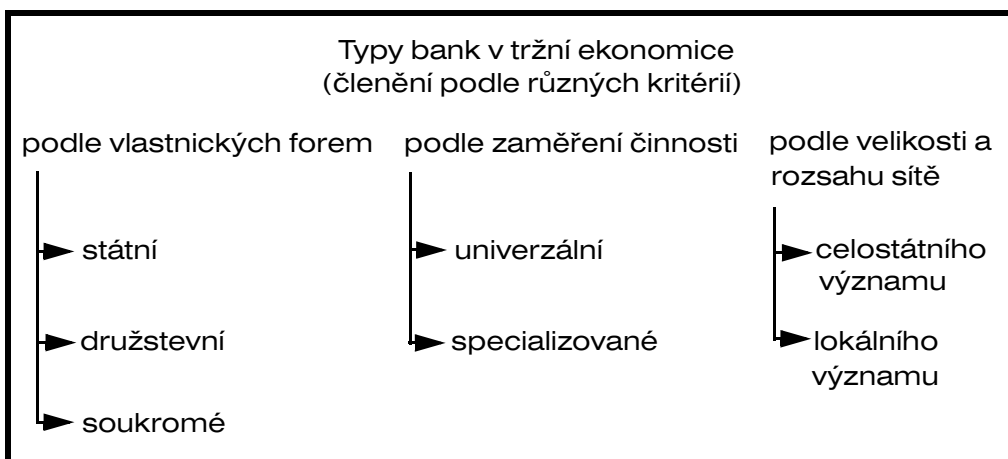 Typy bank v tržní ekonomice
(členění podle různých kritérií)
podle vlastnických forem
státní
družstevní
soukromé
podle zaměření činnosti
univerzální
specializované
podle velikosti a
rozsahu sítě
celostátního
významu
lokálního
významu